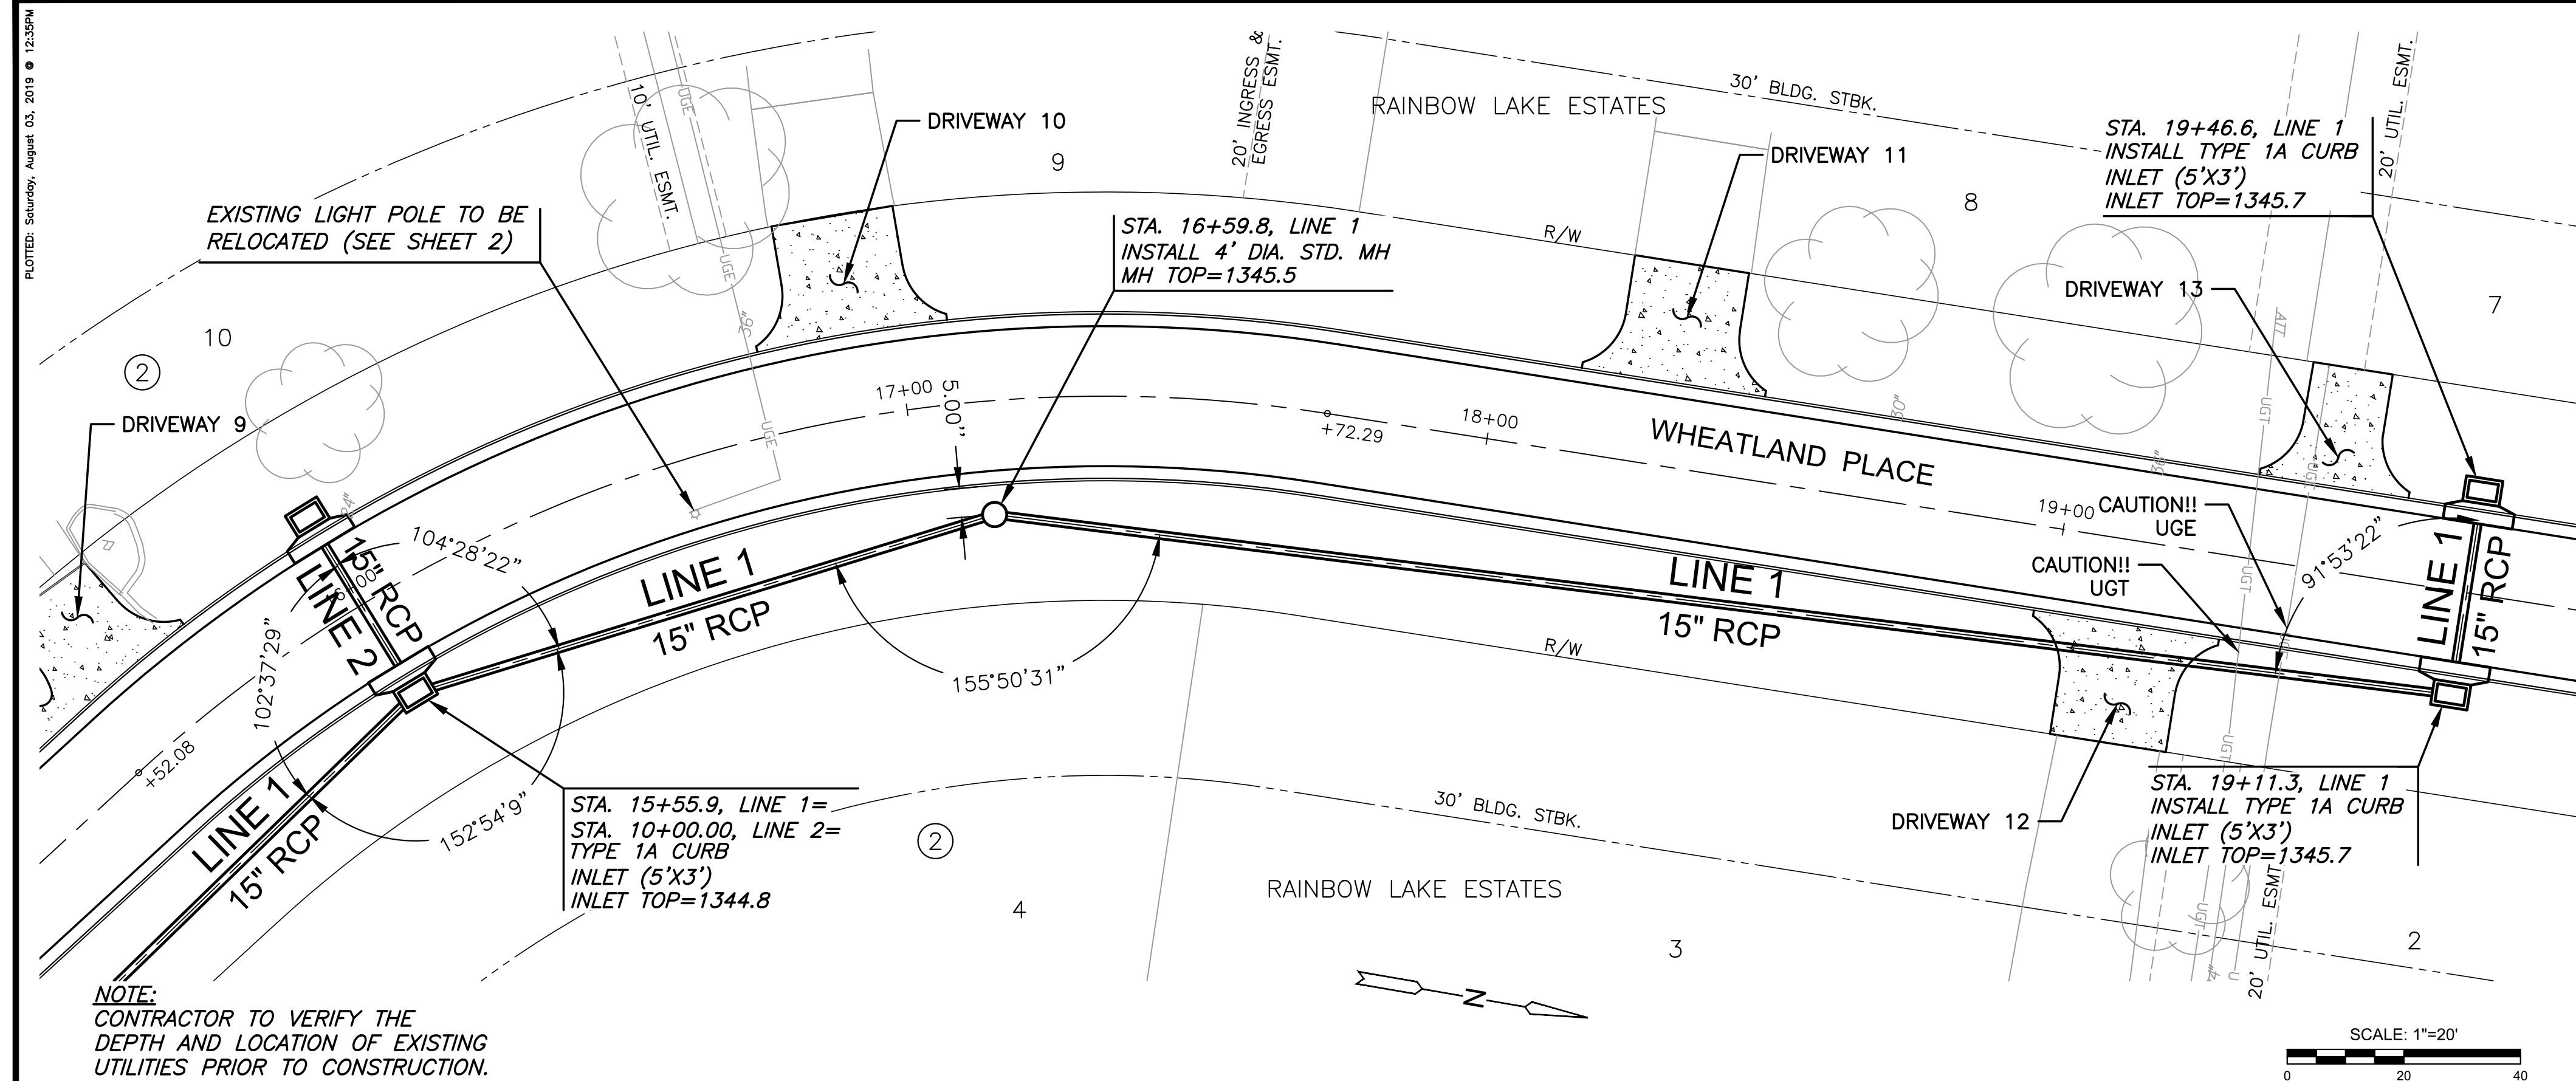 PLOTTED: Saturday, August 03, 2019 @ 12:35PM
10' UTIL. ESMT.
UGE
UGE
UGE
36"
DRIVEWAY 10
9
20' INGRESS &
EGRESS ESMT.
RAINBOW LAKE ESTATES
30' BLDG. STBK.
DRIVEWAY 11
8
STA. 19+46.6, LINE 1
INSTALL TYPE 1A CURB
INLET (5'X3')
INLET TOP=1345.7
20' UTIL. ESMT.
EXISTING LIGHT POLE TO BE
RELOCATED (SEE SHEET 2)
STA. 16+59.8, LINE 1
INSTALL 4' DIA. STD. MH
MH TOP=1345.5
R/W
DRIVEWAY 13
ATT
7
10
2
DRIVEWAY 9
24"
P
17+00
5.00"
+72.29
18+00
30"
WHEATLAND PLACE
36"
UGT
19+00
CAUTION!!
UGE
CAUTION!!
UGT
UGT
91°53'22"
LINE 1
15" RCP
104°28'22"
15" RCP
LINE 2
102°37'29"
LINE 1
15" RCP
LINE 1
15" RCP
155°50'31"
R/W
+52.08
LINE 1
15" RCP
152°54'9"
STA. 15+55.9, LINE 1=
STA. 10+00.00, LINE 2=
TYPE 1A CURB
INLET (5'X3')
INLET TOP=1344.8
2
30' BLDG. STBK.
DRIVEWAY 12
UGT
STA. 19+11.3, LINE 1
INSTALL TYPE 1A CURB
INLET (5'X3')
INLET TOP=1345.7
RAINBOW LAKE ESTATES
4
3
2
UGT
20' UTIL. ESMT.
N
NOTE:
CONTRACTOR TO VERIFY THE
DEPTH AND LOCATION OF EXISTING
UTILITIES PRIOR TO CONSTRUCTION.
SCALE: 1"=20'
0 20 40